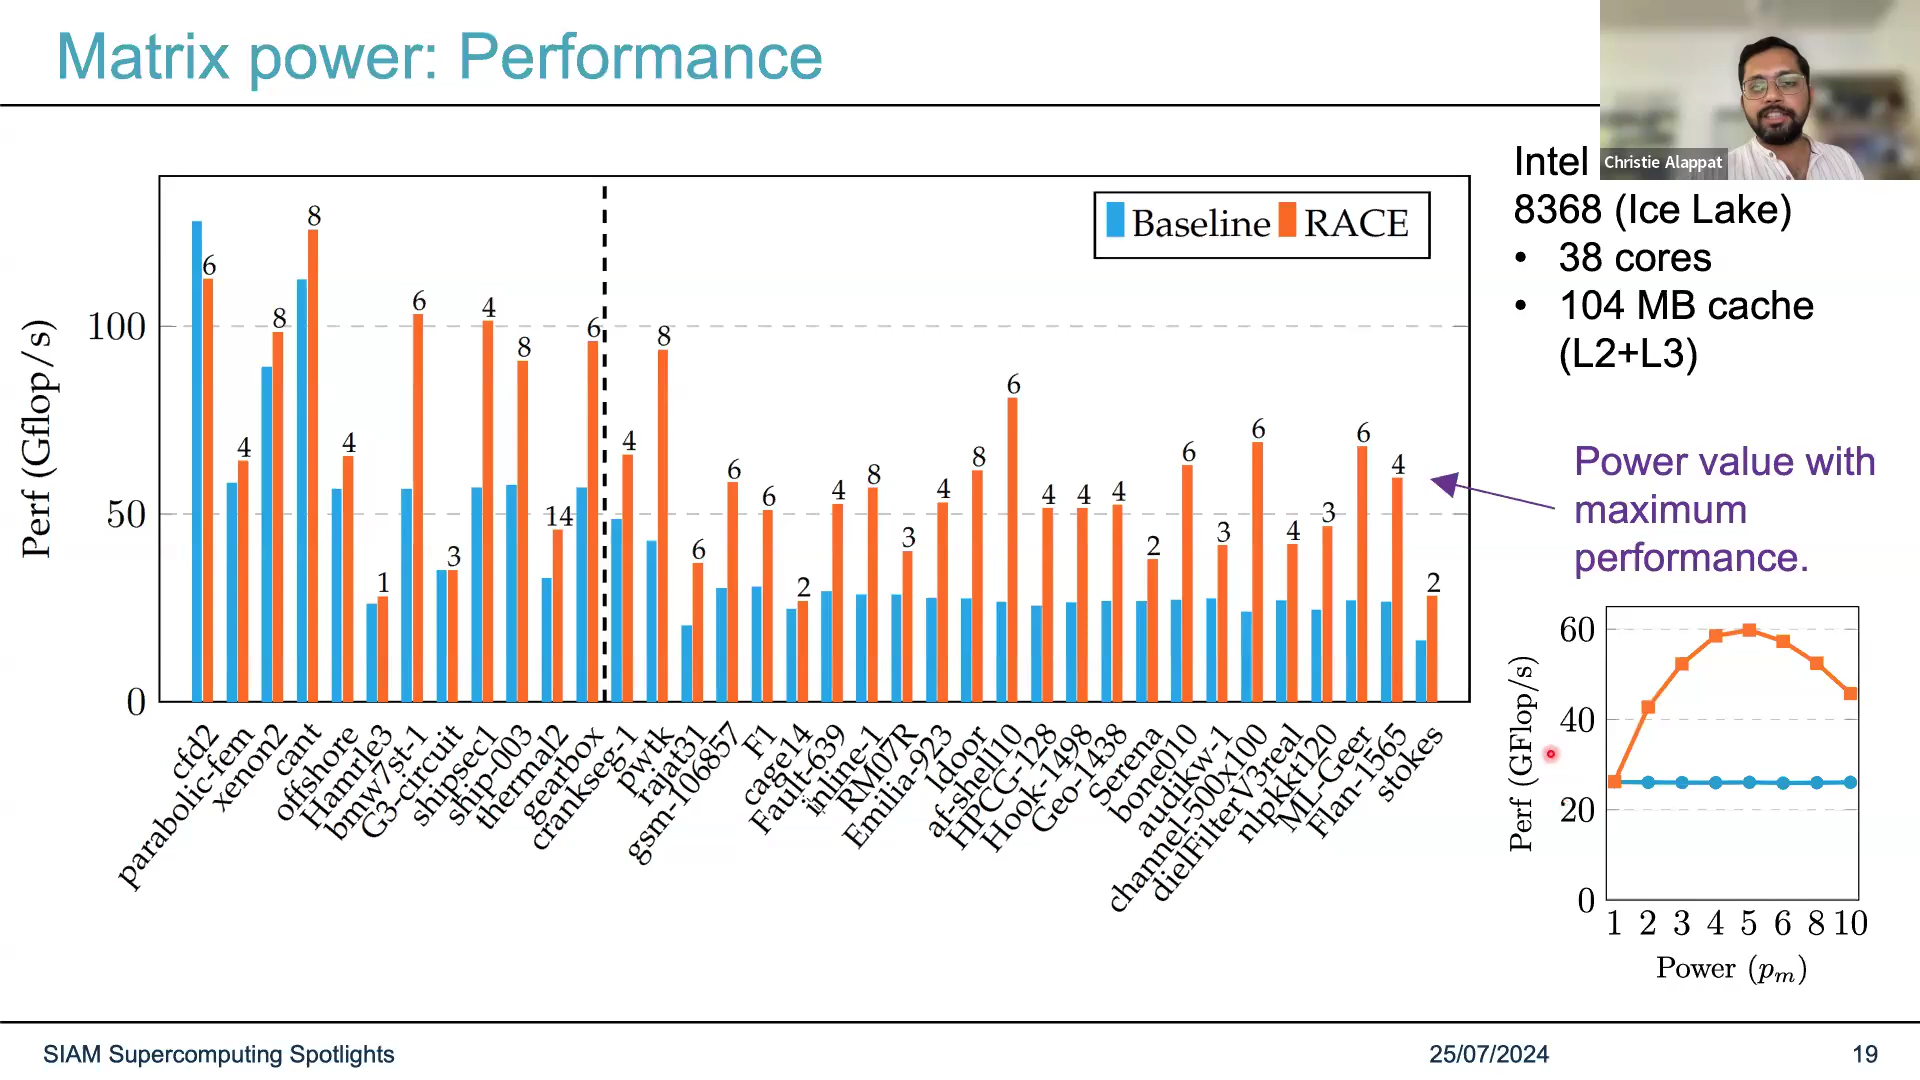 Matrix power: Performance
Christie Alappat
Intel
8368 (Ice Lake)
• 38 cores
• 104 MB cache
(L2+L3)
Power value with
maximum
performance.
Perf (Gflop/s)
100
50
0
Baseline RACE
6 4 8 8 4 1 6 3 4 8 14 6 4 8 6 6 6 2 4 8 3 4 8 6 4 4 4 2 6 3 6 4 3 6 4 2
cfd2
parabolic-fem
xenon2
cant
offshore
Hamrle3
bmw7st-1
G3-circuit
shipsec1
ship-003
thermal2
gearbox
crankseg-1
pwtk
rajat31
gsm-106857
F1
cage14
Fault-639
inline-1
RM07R
Emilia-923
ldoor
af-shell10
HPCG-128
Hook-1498
Geo-1438
Serena
bone010
audikw-1
channel-500x100
dielFilterV3real
nlpkkt120
ML-Geer
Flan-1565
stokes
Perf (GFlop/s)
60
40
20
0
1 2 3 4 5 6 8 10
Power (pₘ)
SIAM Supercomputing Spotlights
25/07/2024
19